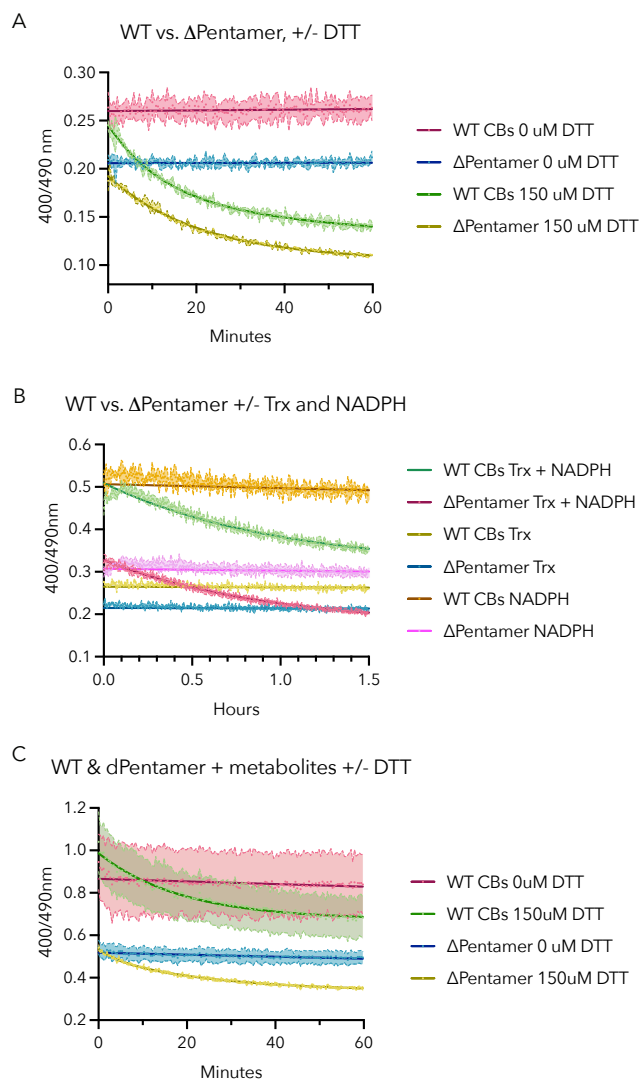 A
WT vs. ΔPentamer, +/- DTT
0.30
0.25
0.20
0.15
0.10
400/490 nm
0
20
40
60
Minutes
WT CBs 0 uM DTT
ΔPentamer 0 uM DTT
WT CBs 150 uM DTT
ΔPentamer 150 uM DTT
B
WT vs. ΔPentamer +/- Trx and NADPH
0.6
0.5
0.4
0.3
0.2
0.1
400/490nm
0.0
0.5
1.0
1.5
Hours
WT CBs Trx + NADPH
ΔPentamer Trx + NADPH
WT CBs Trx
ΔPentamer Trx
WT CBs NADPH
ΔPentamer NADPH
C
WT & dPentamer + metabolites +/- DTT
1.2
1.0
0.8
0.6
0.4
0.2
400/490nm
0
20
40
60
Minutes
WT CBs 0uM DTT
WT CBs 150uM DTT
ΔPentamer 0 uM DTT
ΔPentamer 150uM DTT